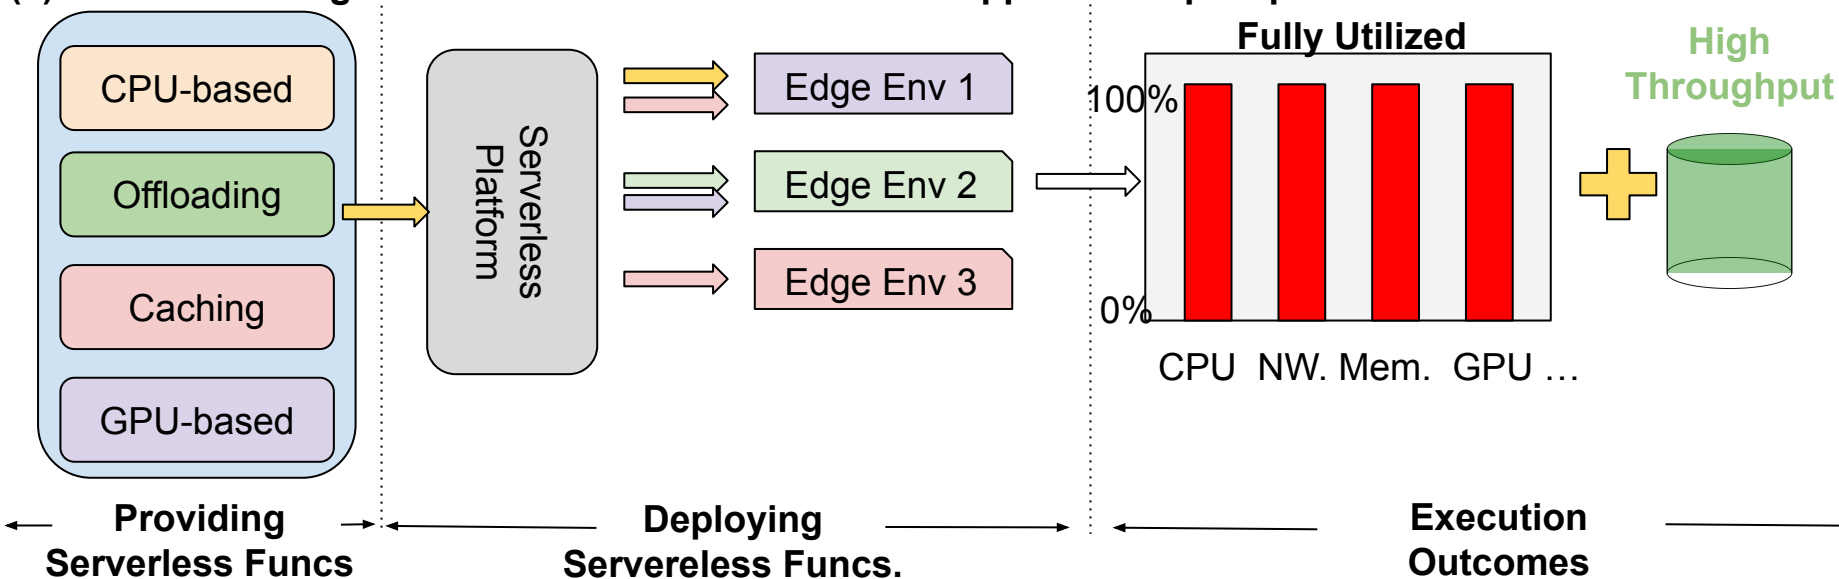 CPU-based
Offloading
Caching
GPU-based
Serverless
Platform
Edge Env 1
Edge Env 2
Edge Env 3
Fully Utilized
100%
0%
CPU NW. Mem. GPU …
High
Throughput
Providing
Serverless Funcs
Deploying
Servereless Funcs.
Execution
Outcomes